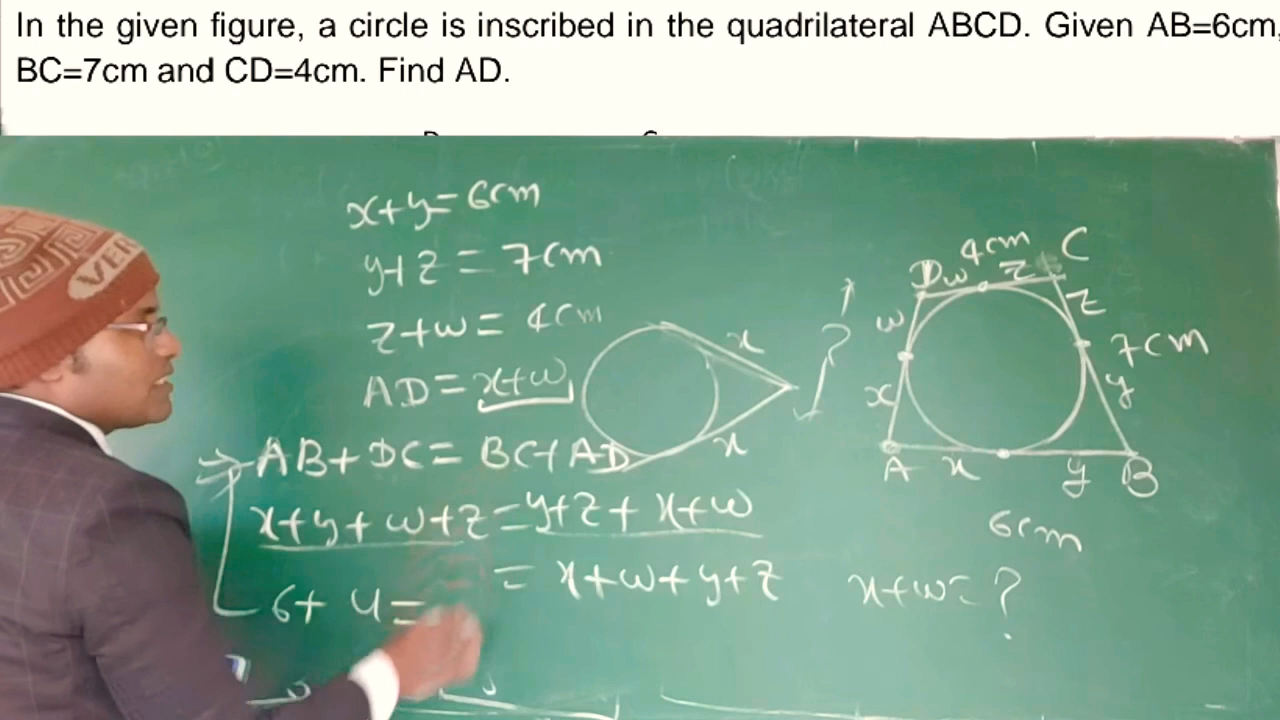 In the given figure, a circle is inscribed in the quadrilateral ABCD. Given AB=6cm,
BC=7cm and CD=4cm. Find AD.
VER
x+y=6cm
y+z=7cm
z+w=4cm
AD=x+w
AB+DC=BC+AD
x+y+w+z=y+z+x+w
=x+w+y+z
6+4=
x
x
?
4cm
D w z C
w z
7cm
x y
A x y B
6cm
x+w=?